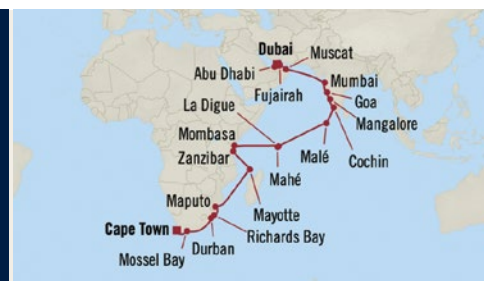 Dubai
Muscat
Abu Dhabi
Fujairah
Mumbai
Goa
Mangalore
La Digue
Mombasa
Zanzibar
Malé
Cochin
Mahé
Maputo
Mayotte
Cape Town
Richards Bay
Durban
Mossel Bay